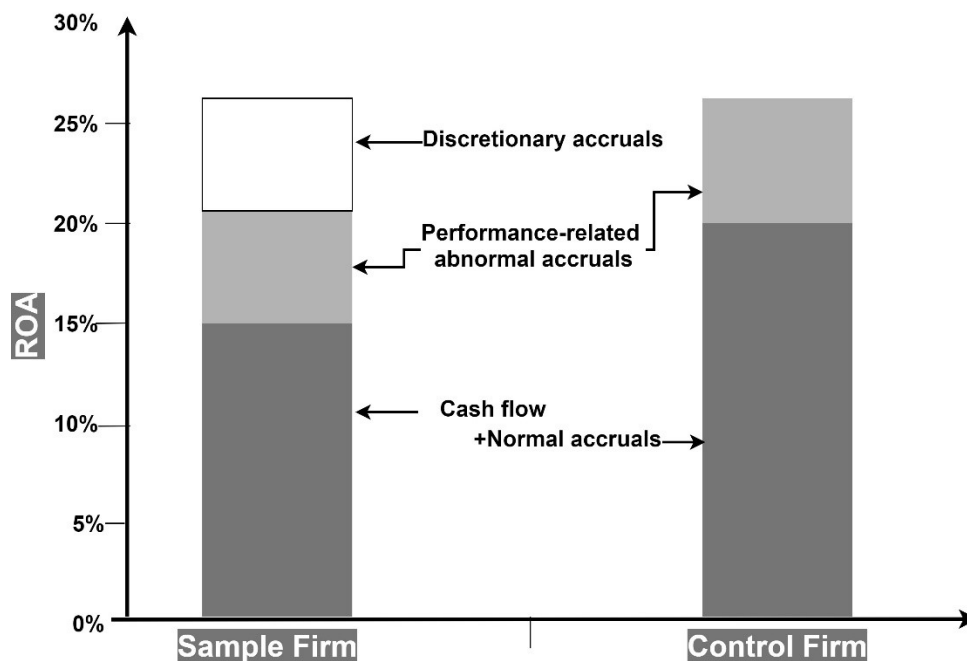 30%
25%
Discretionary accruals
20%
Performance-related
abnormal accruals
ROA
15%
10%
Cash flow
+Normal accruals
5%
0%
Sample Firm
Control Firm